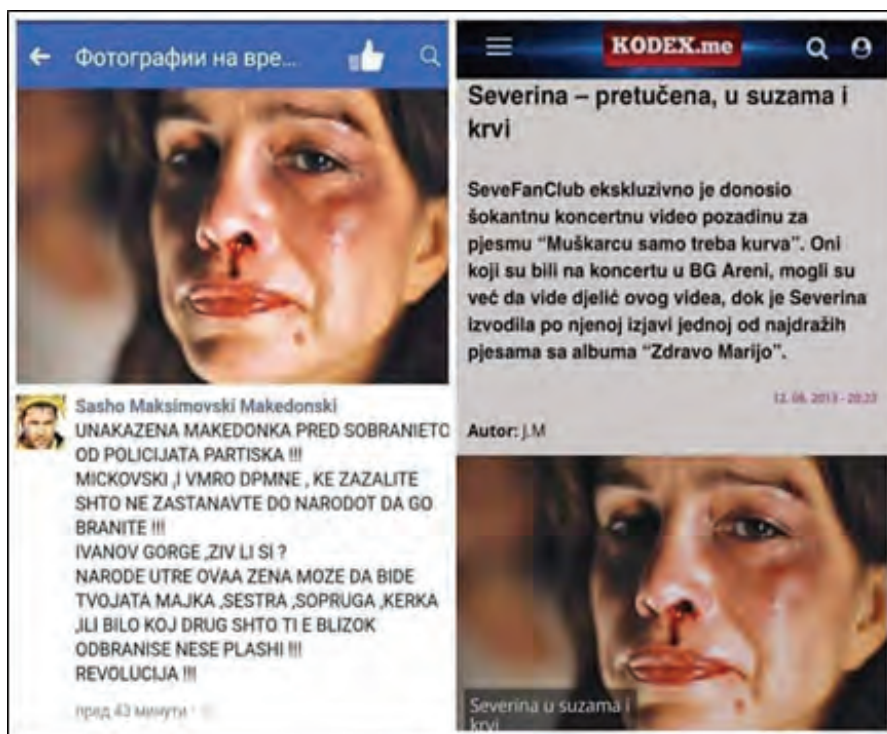 Фотографии на вре...
Sasho Maksimovski Makedonski
UNAKAZENA MAKEDONKA PRED SOBRANIETO
OD POLICIJATA PARTISKA !!!
MICKOVSKI ,I VMRO DPMNE , KE ZAZALITE
SHTO NE ZASTANAVTE DO NARODOT DA GO
BRANITE !!!
IVANOV GORGE ,ZIV LI SI ?
NARODE UTRE OVAA ZENA MOZE DA BIDE
TVOJATA MAJKA ,SESTRA ,SOPRUGA ,KERKA
,ILI BILO KOJ DRUG SHTO TI E BLIZOK
ODBRANISE NESE PLASHI !!!
REVOLUCIJA !!!
пред 43 минути
KODEX.me
Severina – pretučena, u suzama i
krvi
SeveFanClub ekskluzivno je donosio
šokantnu koncertnu video pozadinu za
pjesmu “Muškarcu samo treba kurva”. Oni
koji su bili na koncertu u BG Areni, mogli su
već da vide djelić ovog videa, dok je Severina
izvodila po njenoj izjavi jednoj od najdražih
pjesama sa albuma “Zdravo Marijo”.
2013 - 20:23
Autor: J.M
Severina u suzama i
krvi